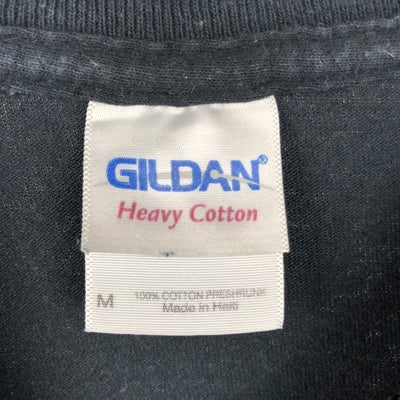 GILDAN®
Heavy Cotton
M
100% COTTON PRESHRUNK
Made in Haiti